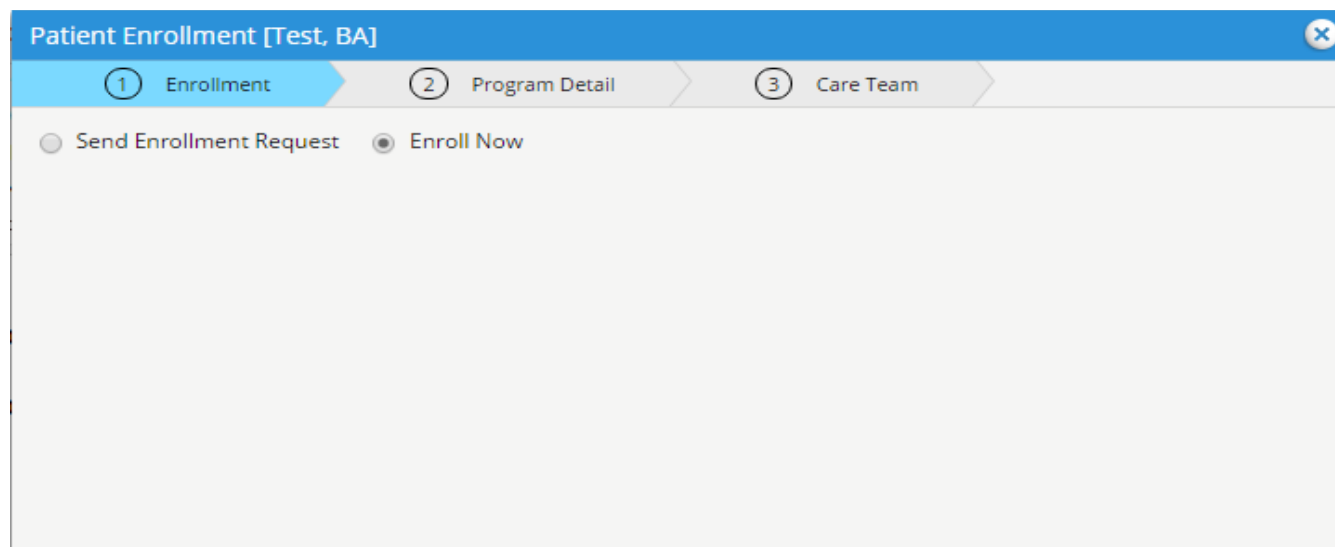 Patient Enrollment [Test, BA]
1 Enrollment 2 Program Detail 3 Care Team
Send Enrollment Request Enroll Now